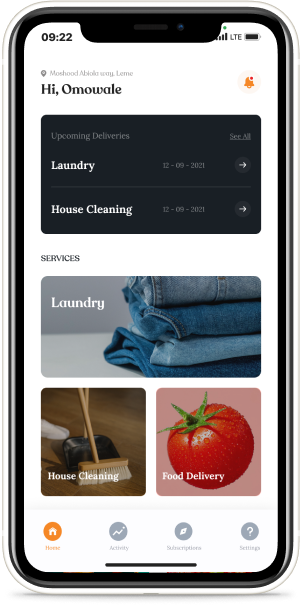 09:22
LTE
Moshood Abiola way, Leme
Hi, Omowale
Upcoming Deliveries
See All
Laundry
12 - 09 - 2021
House Cleaning
12 - 09 - 2021
SERVICES
Laundry
House Cleaning
Food Delivery
Home
Activity
Subscriptions
Settings